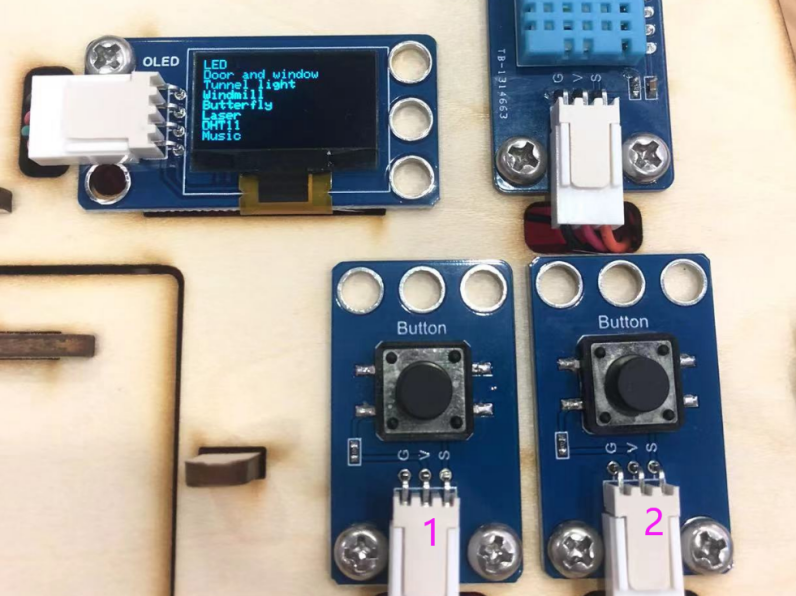 OLED
LED
Door and window
Tunnel light
Windmill
Butterfly
Laser
DHT11
Music
TB-1314663
G V S
Button
G V S
1
Button
G V S
2